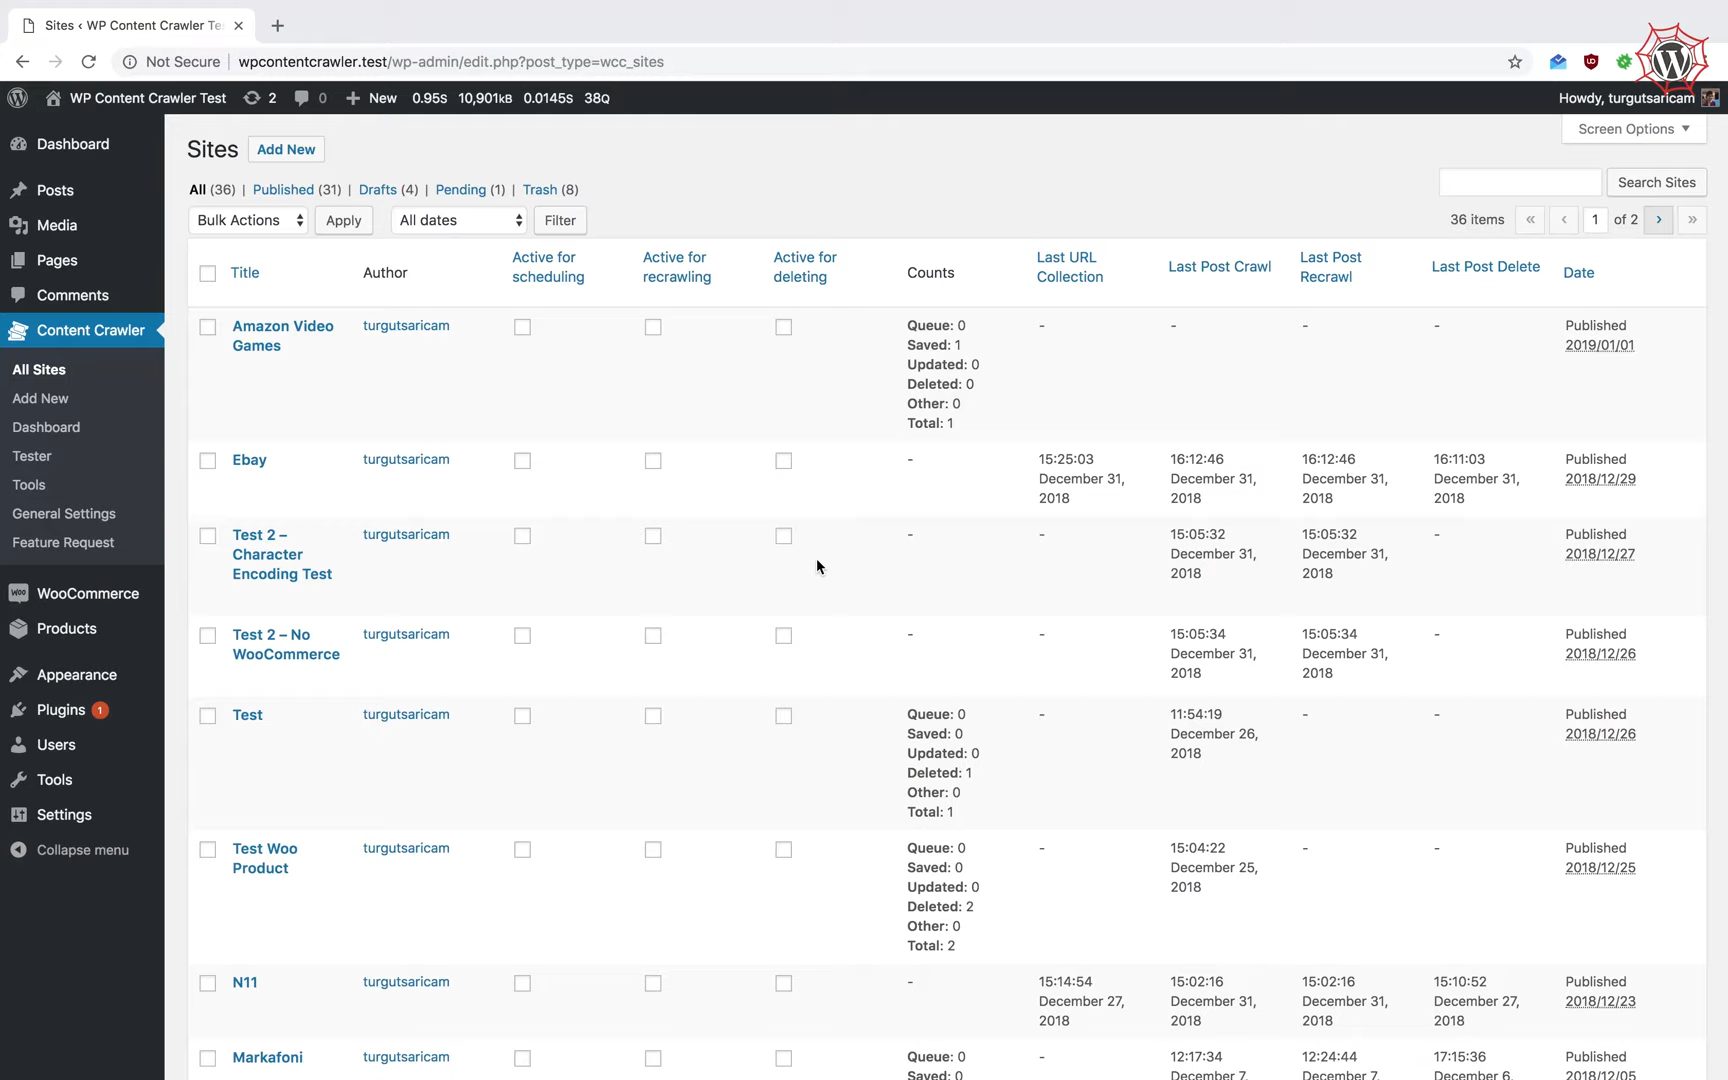 Sites ‹ WP Content Crawler Te
Not Secure wpcontentcrawler.test/wp-admin/edit.php?post_type=wcc_sites
WP Content Crawler Test 2 0 New 0.95s 10,901kB 0.0145s 38Q Howdy, turgutsaricam
Screen Options
Dashboard
Posts
Media
Pages
Comments
Content Crawler
All Sites
Add New
Dashboard
Tester
Tools
General Settings
Feature Request
WooCommerce
Products
Appearance
Plugins 1
Users
Tools
Settings
Collapse menu
Sites Add New
All (36) | Published (31) | Drafts (4) | Pending (1) | Trash (8)
Search Sites
Bulk Actions Apply All dates Filter 36 items « ‹ 1 of 2 › »
Title Author Active for scheduling Active for recrawling Active for deleting Counts Last URL Collection Last Post Crawl Last Post Recrawl Last Post Delete Date
Amazon Video Games turgutsaricam
Queue: 0
Saved: 1
Updated: 0
Deleted: 0
Other: 0
Total: 1
- - - -
Published
2019/01/01
Ebay turgutsaricam -
15:25:03
December 31,
2018
16:12:46
December 31,
2018
16:12:46
December 31,
2018
16:11:03
December 31,
2018
Published
2018/12/29
Test 2 –
Character
Encoding Test
turgutsaricam - -
15:05:32
December 31,
2018
15:05:32
December 31,
2018
-
Published
2018/12/27
Test 2 – No
WooCommerce
turgutsaricam - -
15:05:34
December 31,
2018
15:05:34
December 31,
2018
-
Published
2018/12/26
Test turgutsaricam
Queue: 0
Saved: 0
Updated: 0
Deleted: 1
Other: 0
Total: 1
-
11:54:19
December 26,
2018
- -
Published
2018/12/26
Test Woo
Product
turgutsaricam
Queue: 0
Saved: 0
Updated: 0
Deleted: 2
Other: 0
Total: 2
-
15:04:22
December 25,
2018
- -
Published
2018/12/25
N11 turgutsaricam -
15:14:54
December 27,
2018
15:02:16
December 31,
2018
15:02:16
December 31,
2018
15:10:52
December 27,
2018
Published
2018/12/23
Markafoni turgutsaricam
Queue: 0
Saved: 0
-
12:17:34
December 7,
12:24:44
December 7,
17:15:36
December 6,
Published
2018/12/05